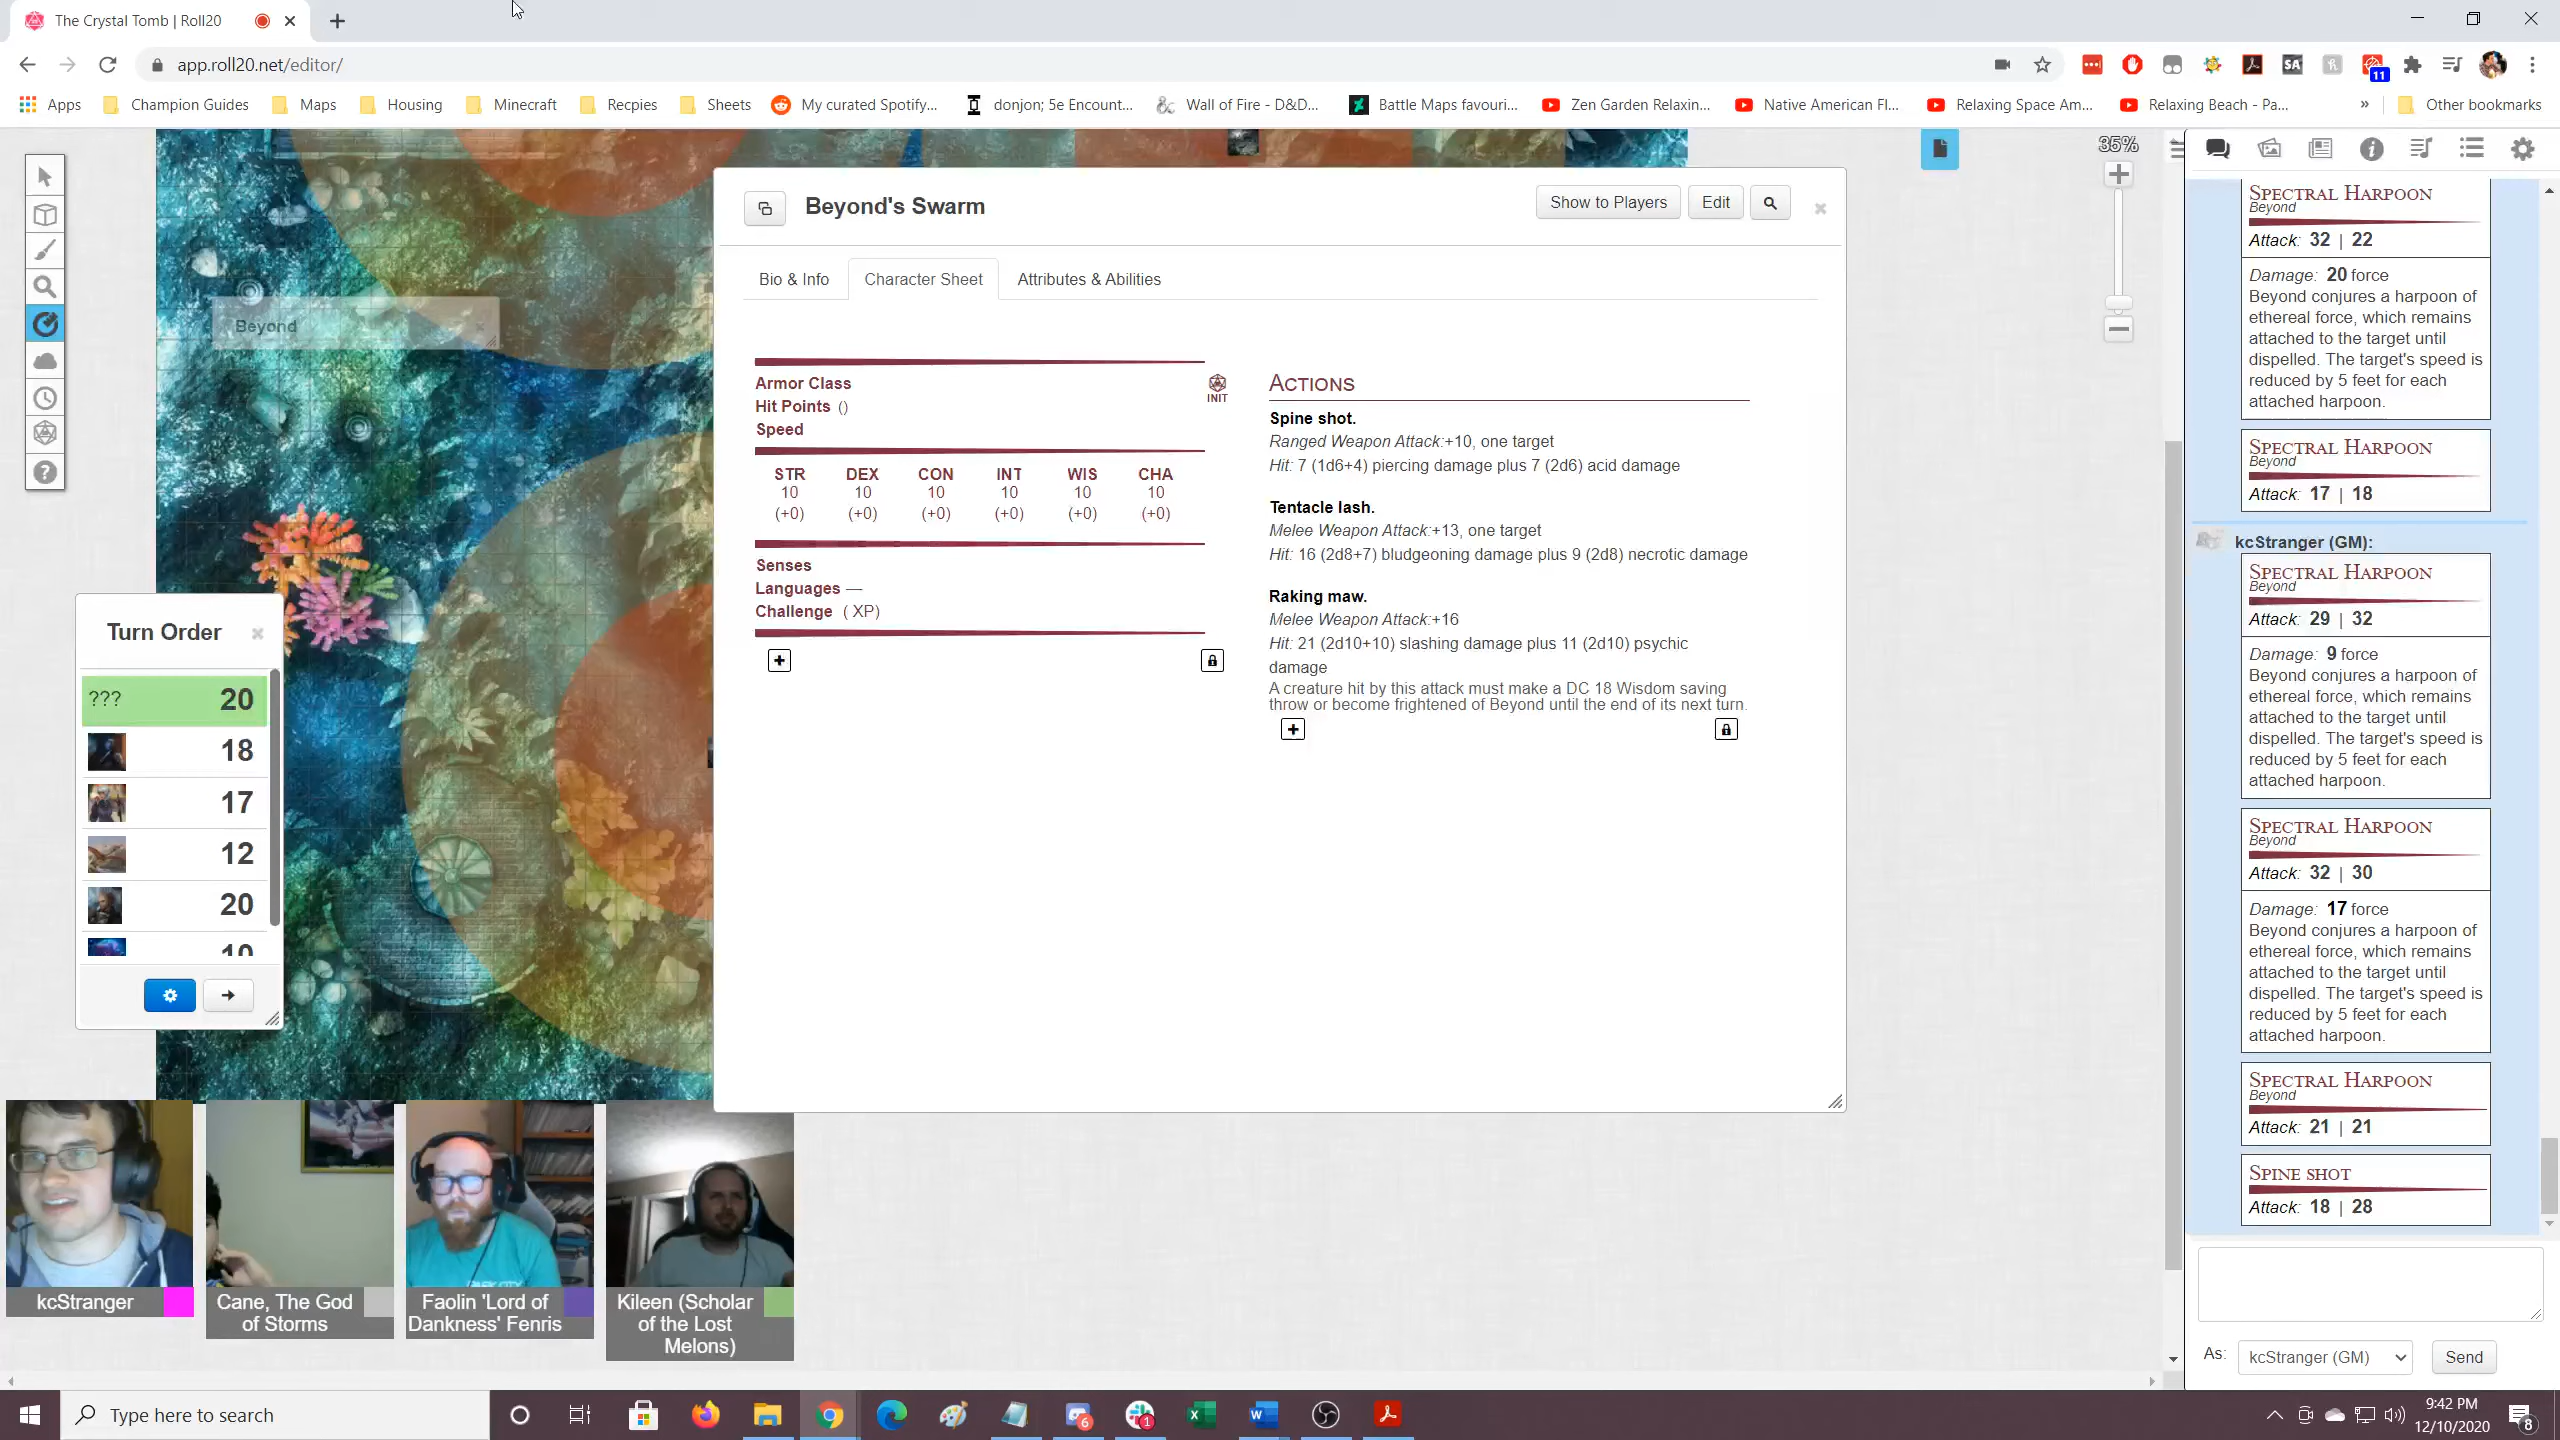 The Crystal Tomb | Roll20
app.roll20.net/editor/
11
Apps
Champion Guides
Maps
Housing
Minecraft
Recpies
Sheets
My curated Spotify...
donjon; 5e Encount...
Wall of Fire - D&D...
Battle Maps favouri...
Zen Garden Relaxin...
Native American Fl...
Relaxing Space Am...
Relaxing Beach - Pa...
»
Other bookmarks
35%
Beyond
Beyond's Swarm
Show to Players
Edit
Bio & Info
Character Sheet
Attributes & Abilities
Armor Class
Hit Points ()
Speed
INIT
STR DEX CON INT WIS CHA
10 10 10 10 10 10
(+0) (+0) (+0) (+0) (+0) (+0)
Senses
Languages —
Challenge ( XP)
Actions
Spine shot.
Ranged Weapon Attack:+10, one target
Hit: 7 (1d6+4) piercing damage plus 7 (2d6) acid damage
Tentacle lash.
Melee Weapon Attack:+13, one target
Hit: 16 (2d8+7) bludgeoning damage plus 9 (2d8) necrotic damage
Raking maw.
Melee Weapon Attack:+16
Hit: 21 (2d10+10) slashing damage plus 11 (2d10) psychic
damage
A creature hit by this attack must make a DC 18 Wisdom saving
throw or become frightened of Beyond until the end of its next turn.
Turn Order
??? 20
18
17
12
20
10
Spectral Harpoon
Beyond
Attack: 32 | 22
Damage: 20 force
Beyond conjures a harpoon of
ethereal force, which remains
attached to the target until
dispelled. The target's speed is
reduced by 5 feet for each
attached harpoon.
Spectral Harpoon
Beyond
Attack: 17 | 18
kcStranger (GM):
Spectral Harpoon
Beyond
Attack: 29 | 32
Damage: 9 force
Beyond conjures a harpoon of
ethereal force, which remains
attached to the target until
dispelled. The target's speed is
reduced by 5 feet for each
attached harpoon.
Spectral Harpoon
Beyond
Attack: 32 | 30
Damage: 17 force
Beyond conjures a harpoon of
ethereal force, which remains
attached to the target until
dispelled. The target's speed is
reduced by 5 feet for each
attached harpoon.
Spectral Harpoon
Beyond
Attack: 21 | 21
Spine shot
Attack: 18 | 28
As:
kcStranger (GM)
Send
kcStranger
Cane, The God
of Storms
Faolin 'Lord of
Dankness' Fenris
Kileen (Scholar
of the Lost
Melons)
Type here to search
6
1
9:42 PM
12/10/2020
8